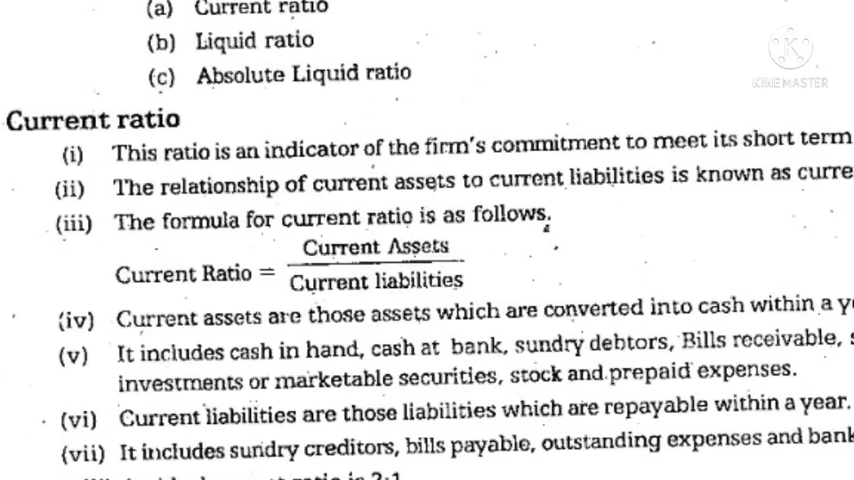 (a) Current ratio
(b) Liquid ratio
(c) Absolute Liquid ratio
KINEMASTER
Current ratio
(i) This ratio is an indicator of the firm's commitment to meet its short term
(ii) The relationship of current assets to current liabilities is known as curre
(iii) The formula for current ratio is as follows.
Current Ratio = Current Assets
Current liabilities
(iv) Current assets are those assets which are converted into cash within a ye
(v) It includes cash in hand, cash at bank, sundry debtors, Bills receivable, s
investments or marketable securities, stock and prepaid expenses.
(vi) Current liabilities are those liabilities which are repayable within a year.
(vii) It includes sundry creditors, bills payable, outstanding expenses and bank
ratio is 2:1